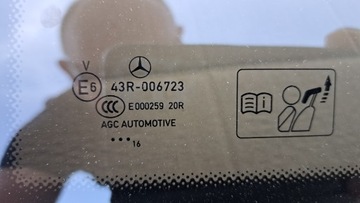 V
E6 43R-006723
CCC E000259 20R
AGC AUTOMOTIVE
•••• 16
i